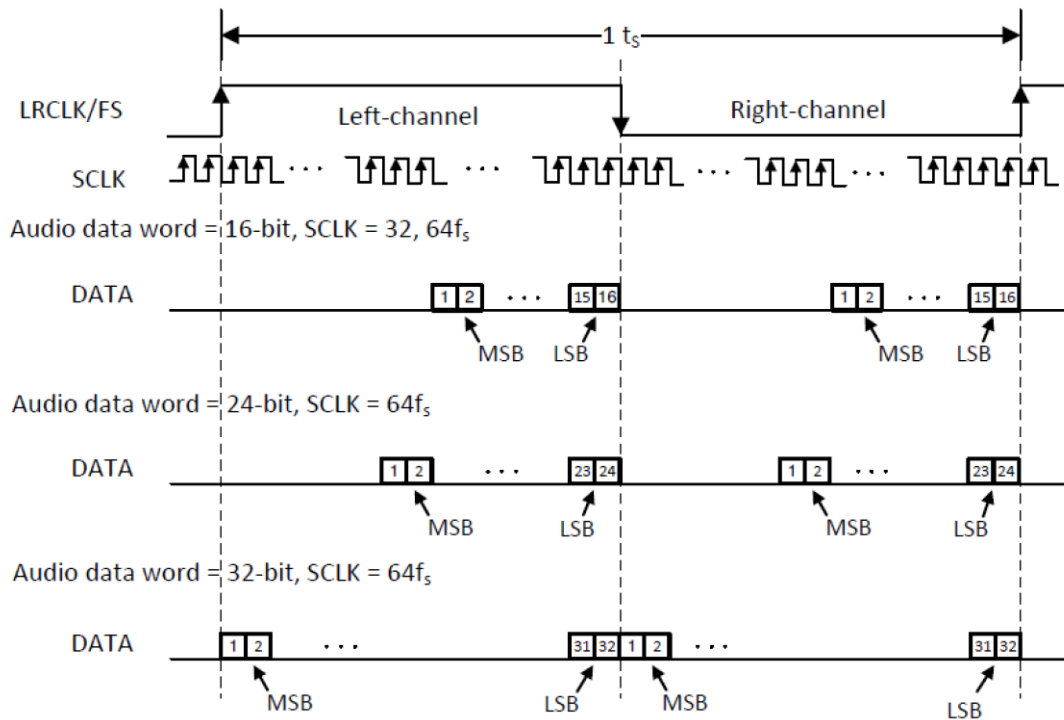 1 tS
LRCLK/FS
Left-channel
Right-channel
SCLK
Audio data word = 16-bit, SCLK = 32, 64fs
DATA
1 2 ··· 15 16
1 2 ··· 15 16
MSB
LSB
MSB
LSB
Audio data word = 24-bit, SCLK = 64fs
DATA
1 2 ··· 23 24
1 2 ··· 23 24
MSB
LSB
MSB
LSB
Audio data word = 32-bit, SCLK = 64fs
DATA
1 2 ··· 31 32 1 2 ··· 31 32
MSB
LSB
MSB
LSB